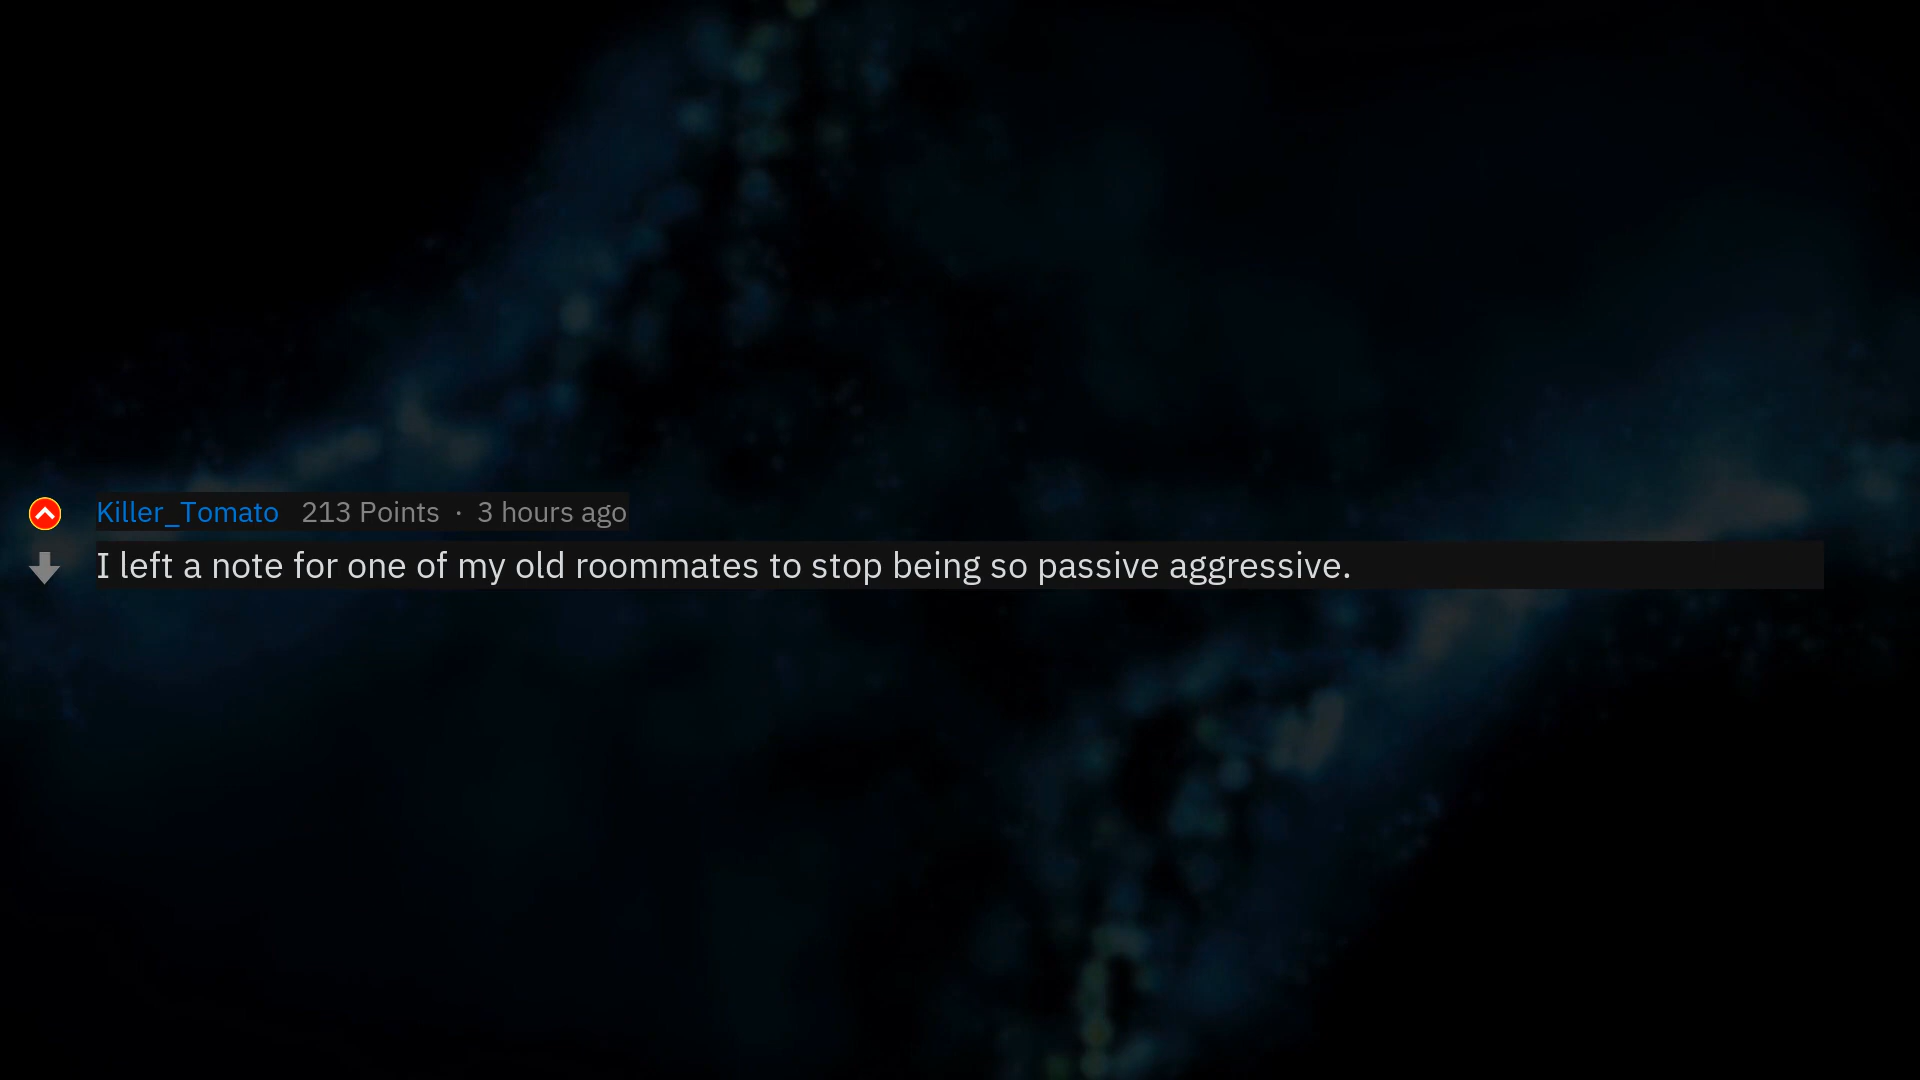 Killer_Tomato 213 Points · 3 hours ago
I left a note for one of my old roommates to stop being so passive aggressive.